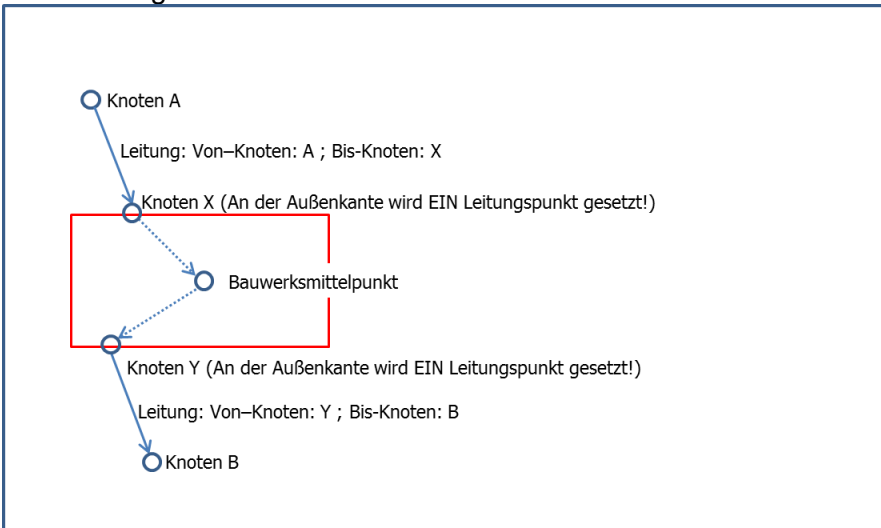 Knoten A
Leitung: Von–Knoten: A ; Bis-Knoten: X
Knoten X (An der Außenkante wird EIN Leitungspunkt gesetzt!)
Bauwerksmittelpunkt
Knoten Y (An der Außenkante wird EIN Leitungspunkt gesetzt!)
Leitung: Von–Knoten: Y ; Bis-Knoten: B
Knoten B